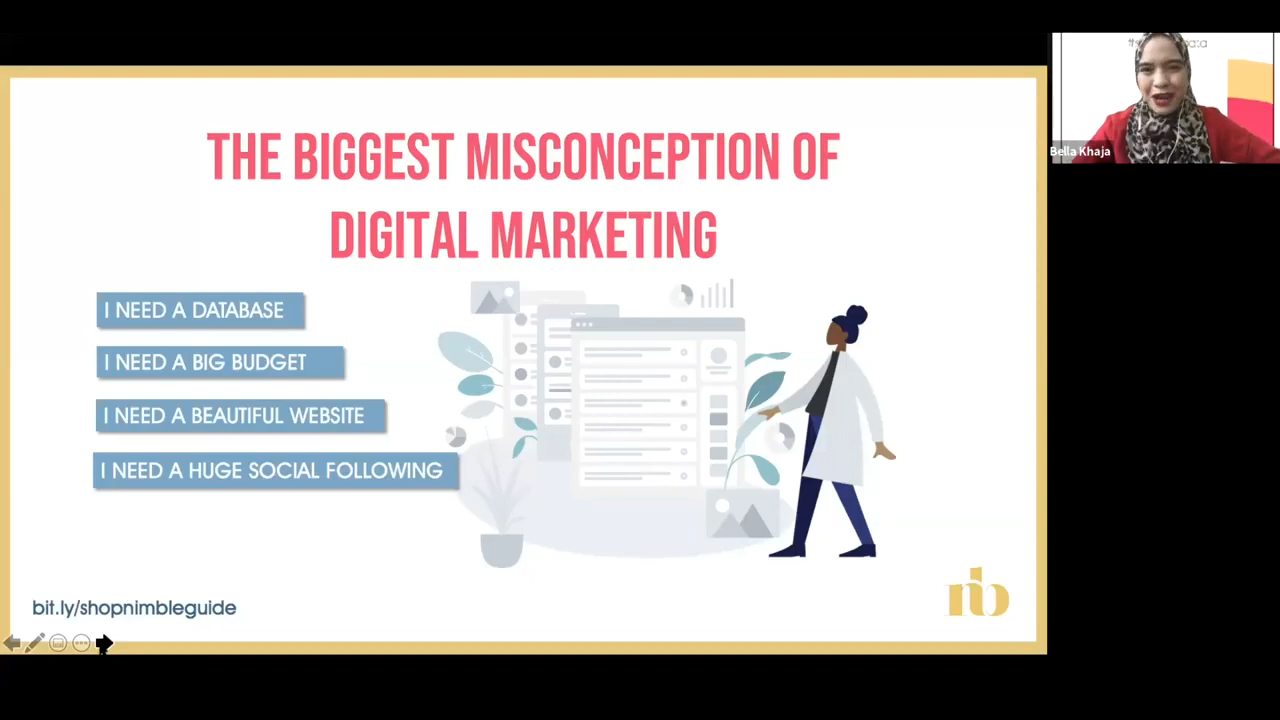 THE BIGGEST MISCONCEPTION OF
DIGITAL MARKETING
I NEED A DATABASE
I NEED A BIG BUDGET
I NEED A BEAUTIFUL WEBSITE
I NEED A HUGE SOCIAL FOLLOWING
bit.ly/shopnimbleguide
nb
Bella Khaja